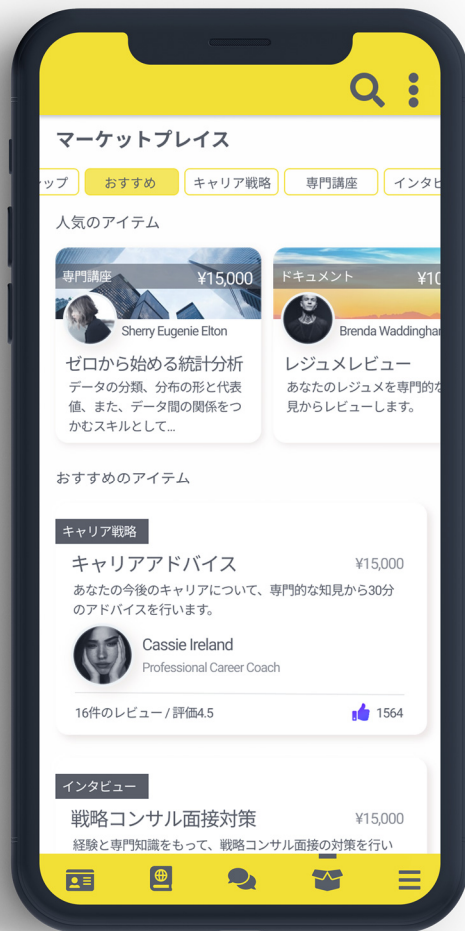 マーケットプレイス
ップ おすすめ キャリア戦略 専門講座 インタビ
人気のアイテム
専門講座 ¥15,000
Sherry Eugenie Elton
ゼロから始める統計分析
データの分類、分布の形と代表
値、また、データ間の関係をつ
かむスキルとして...
ドキュメント ¥10
Brenda Waddingham
レジュメレビュー
あなたのレジュメを専門的な
見からレビューします。
おすすめのアイテム
キャリア戦略
キャリアアドバイス ¥15,000
あなたの今後のキャリアについて、専門的な知見から30分
のアドバイスを行います。
Cassie Ireland
Professional Career Coach
16件のレビュー / 評価4.5 1564
インタビュー
戦略コンサル面接対策 ¥15,000
経験と専門知識をもって、戦略コンサル面接の対策を行い